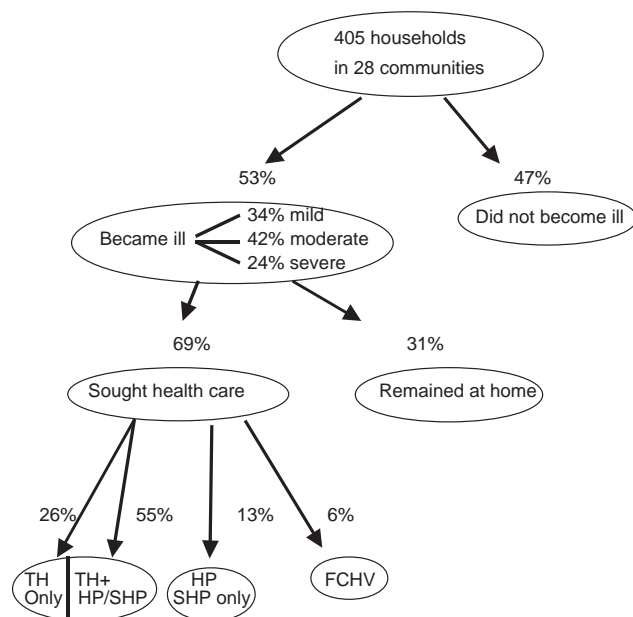 405 households
in 28 communities
53%
47%
Became ill
34% mild
42% moderate
24% severe
Did not become ill
69%
31%
Sought health care
Remained at home
26%
55%
13%
6%
TH
Only
TH+
HP/SHP
HP
SHP only
FCHV